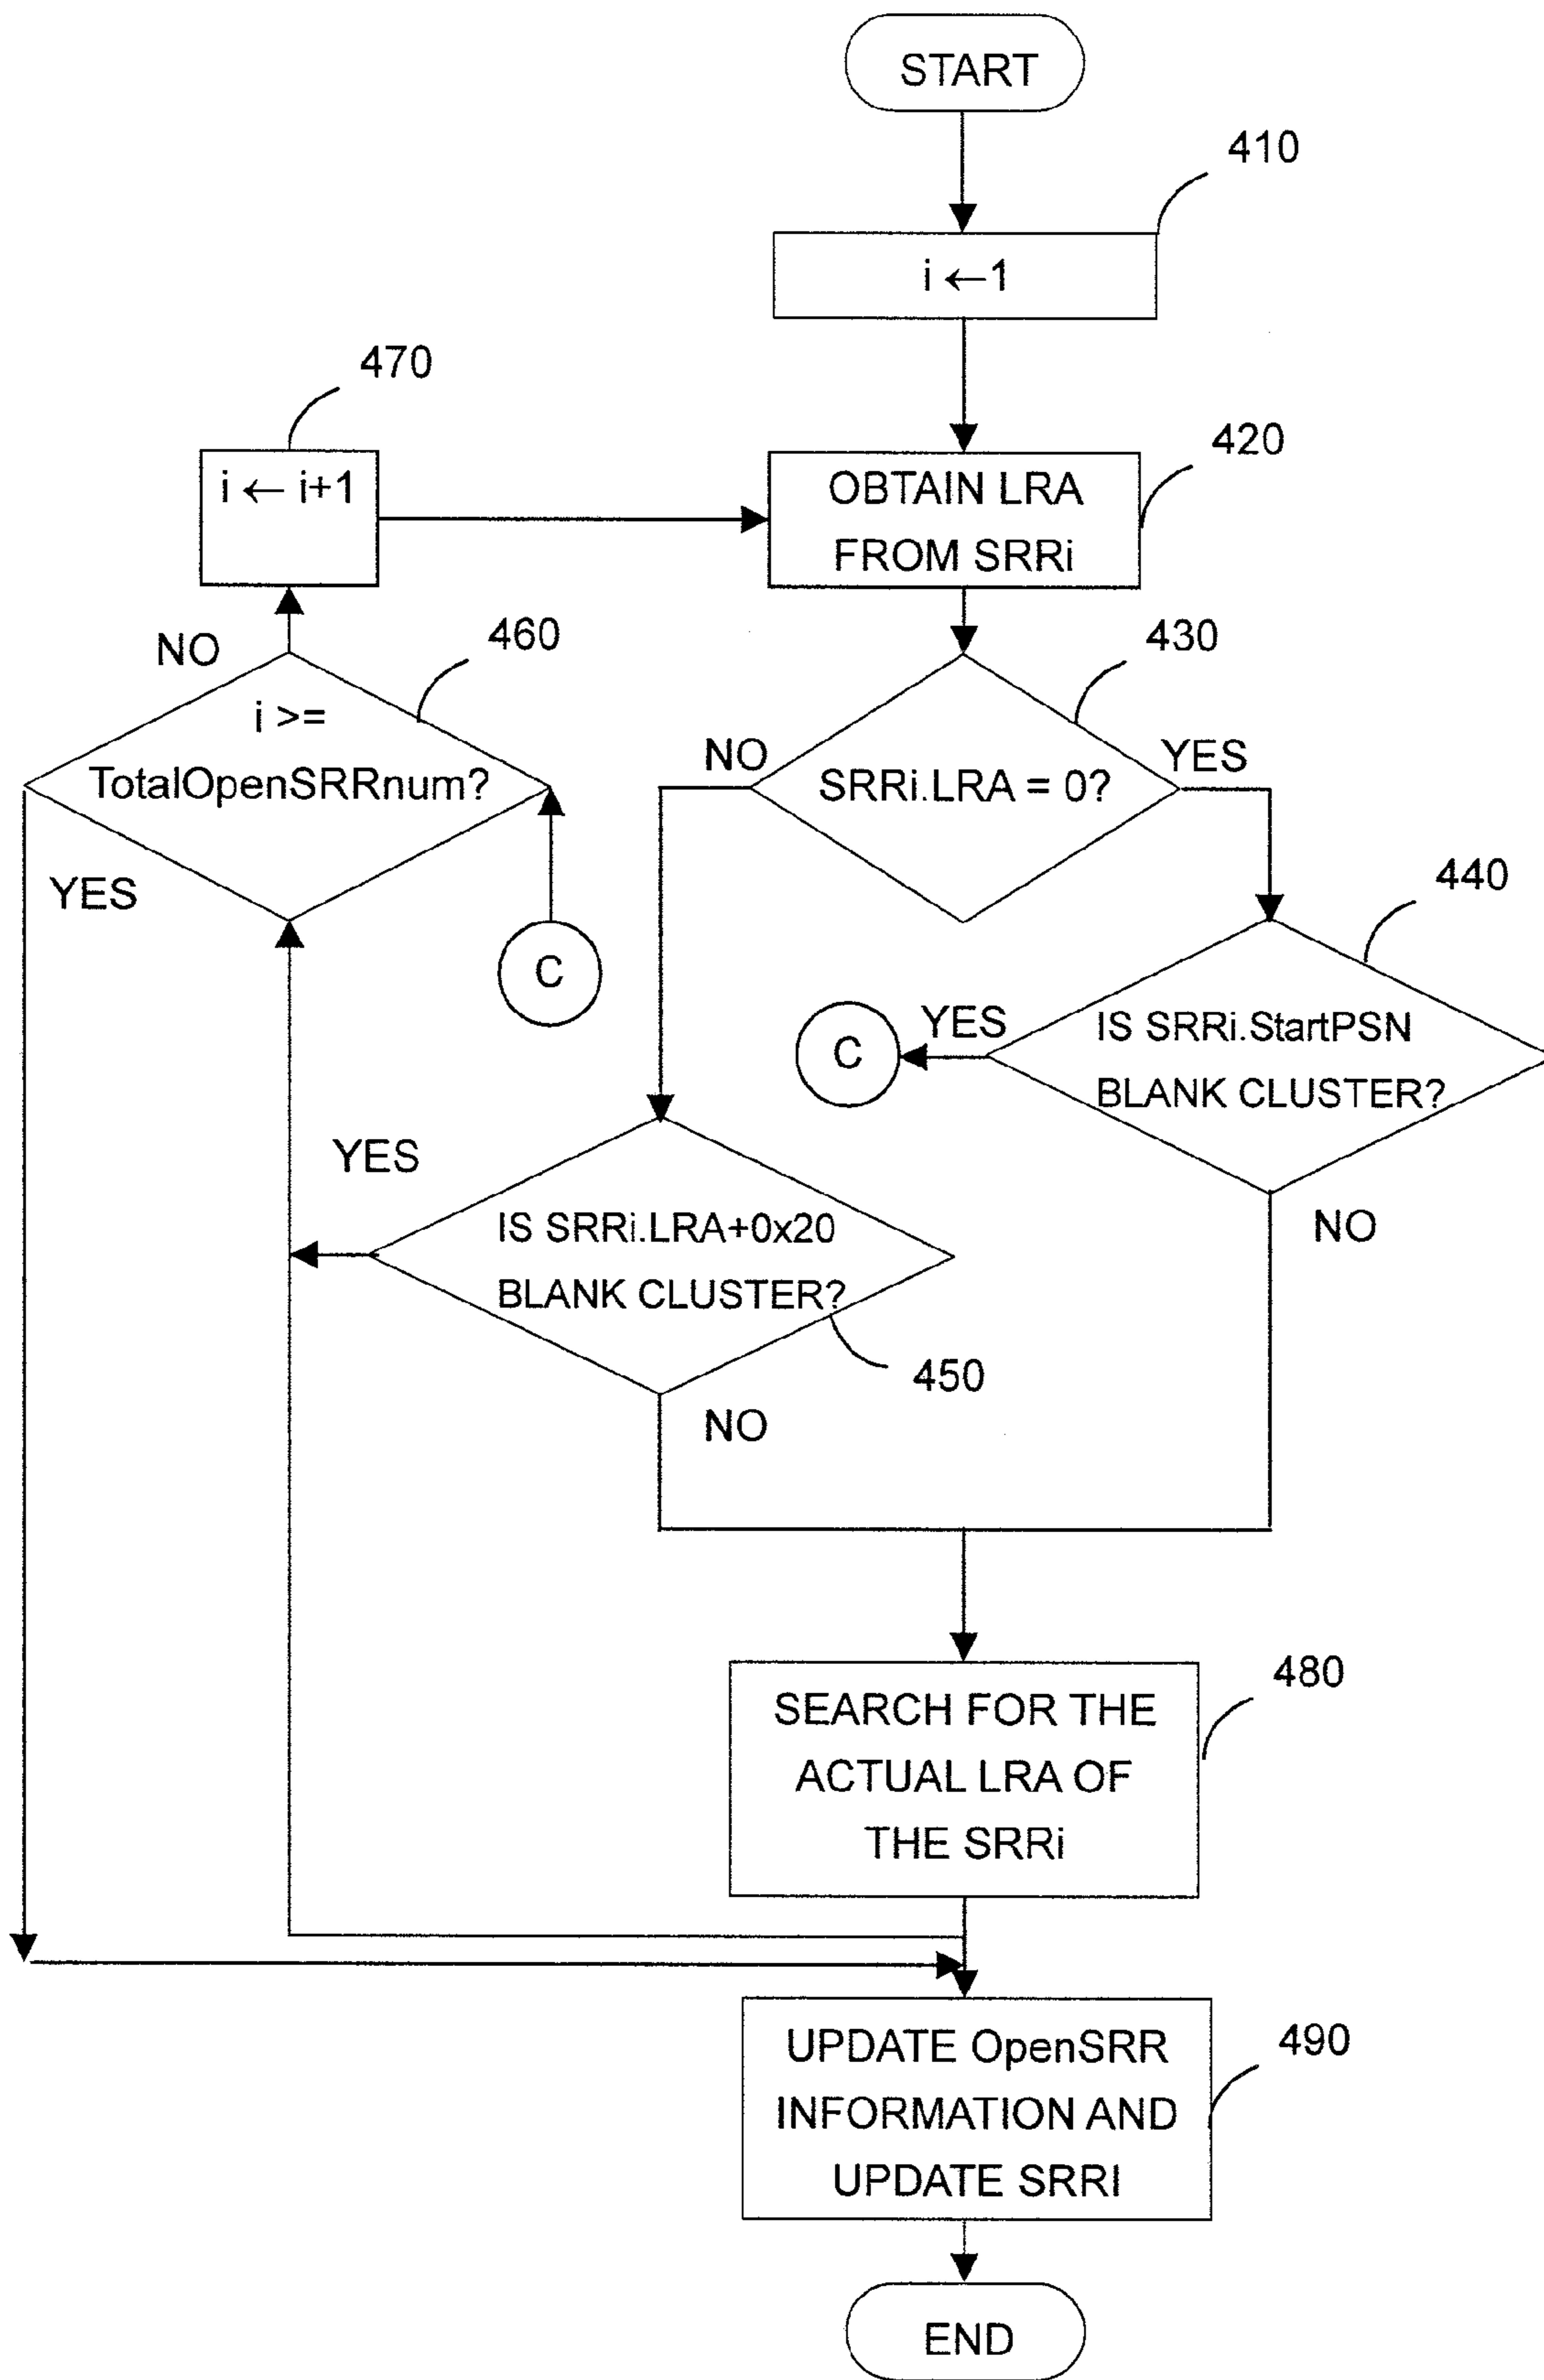 START
410
i ←1
470
i ← i+1
420
OBTAIN LRA
FROM SRRi
NO
460
430
i >=
TotalOpenSRRnum?
NO
SRRi.LRA = 0?
YES
YES
440
C
C
YES
IS SRRi.StartPSN
BLANK CLUSTER?
YES
IS SRRi.LRA+0x20
BLANK CLUSTER?
NO
450
NO
480
SEARCH FOR THE
ACTUAL LRA OF
THE SRRi
490
UPDATE OpenSRR
INFORMATION AND
UPDATE SRRI
END